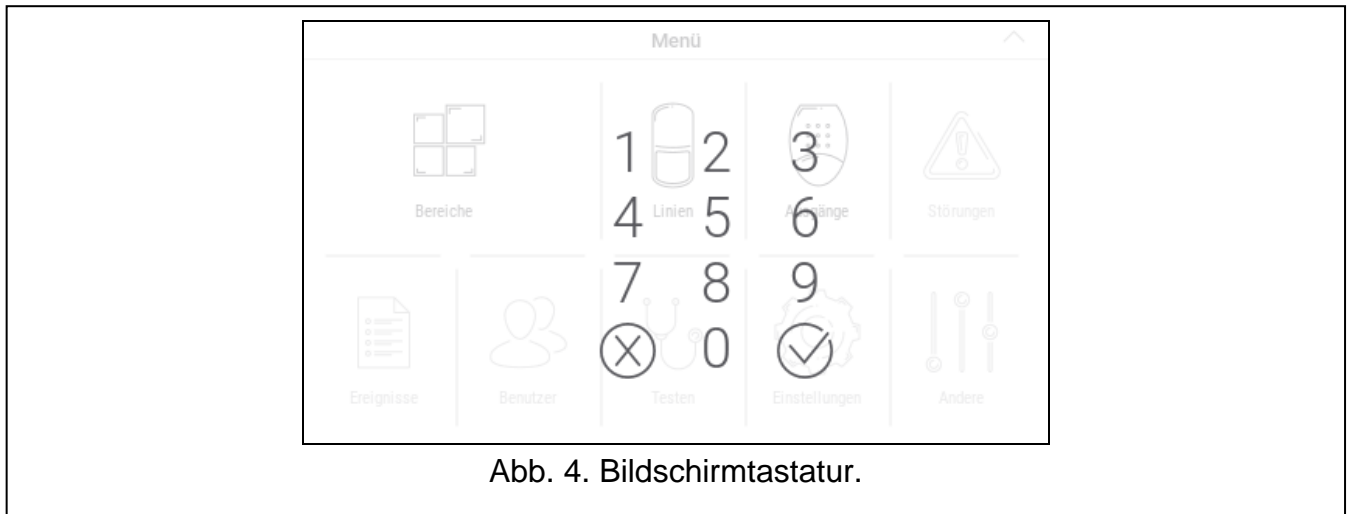 Menü
1 2 3
Bereiche Linien Ausgänge Störungen
4 5 6
7 8 9
0
Ereignisse Benutzer Testen Einstellungen Andere
Abb. 4. Bildschirmtastatur.